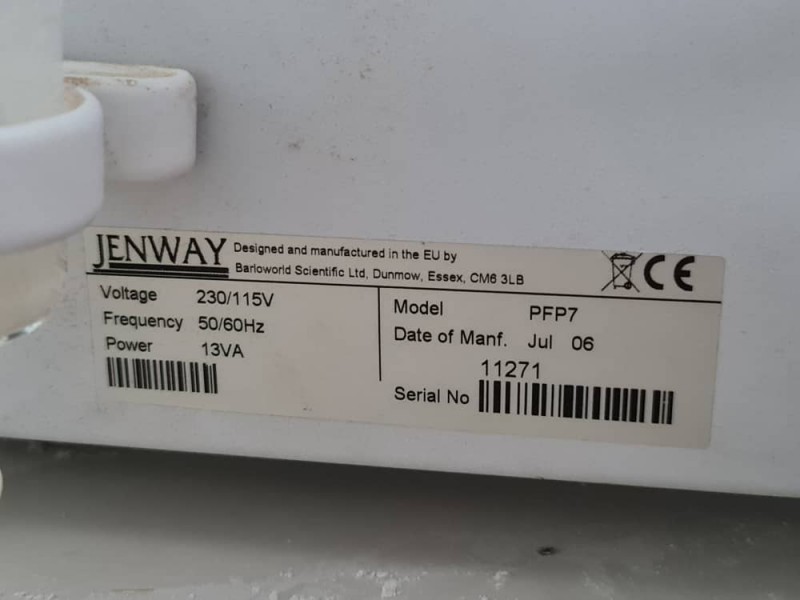 JENWAY
Designed and manufactured in the EU by
Barloworld Scientific Ltd, Dunmow, Essex, CM6 3LB
CE
Voltage 230/115V
Frequency 50/60Hz
Power 13VA
Model PFP7
Date of Manf. Jul 06
11271
Serial No